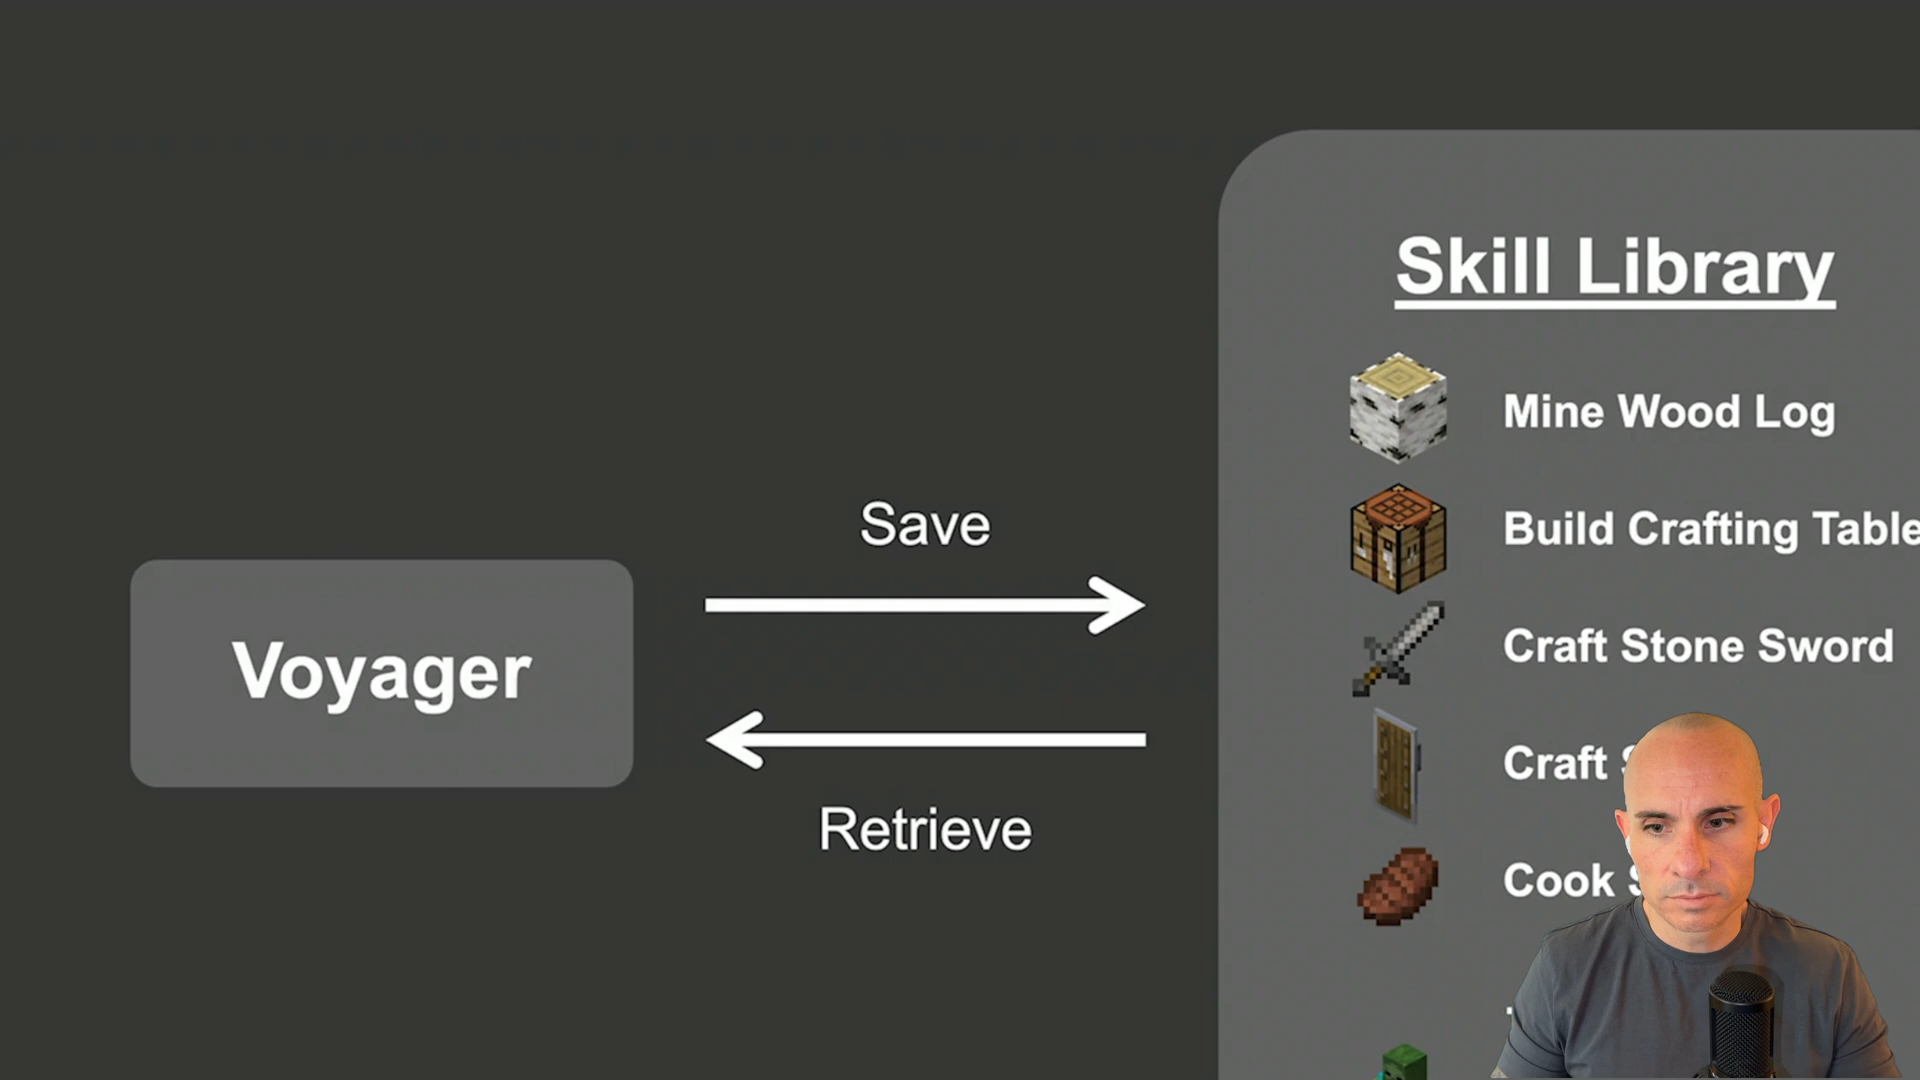 Skill Library
Mine Wood Log
Build Crafting Table
Save
Craft Stone Sword
Voyager
Craft
Retrieve
Cook